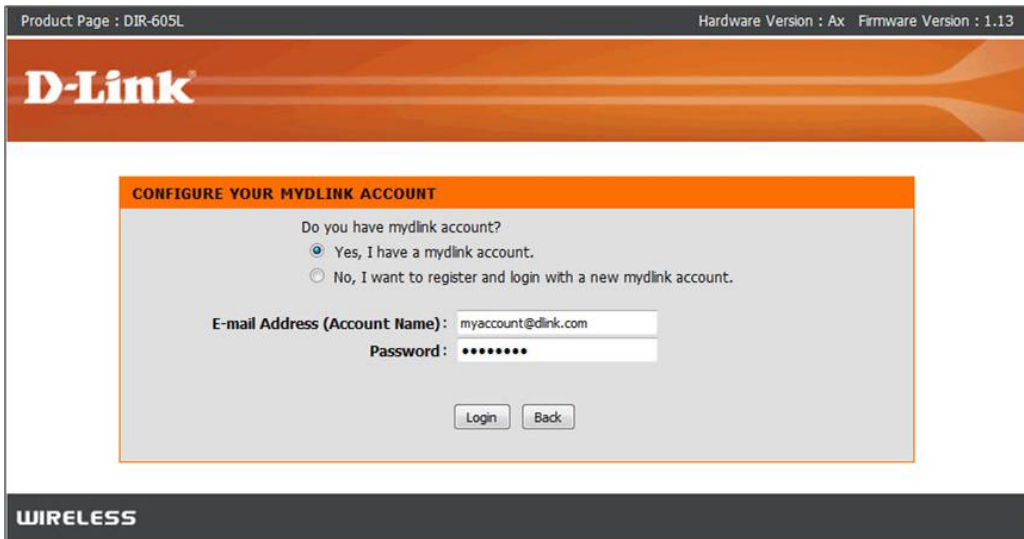 Product Page : DIR-605L Hardware Version : Ax Firmware Version : 1.13
D-Link
CONFIGURE YOUR MYDLINK ACCOUNT
Do you have mydlink account?
Yes, I have a mydlink account.
No, I want to register and login with a new mydlink account.
E-mail Address (Account Name) : myaccount@dlink.com
Password : ••••••••
Login Back
WIRELESS